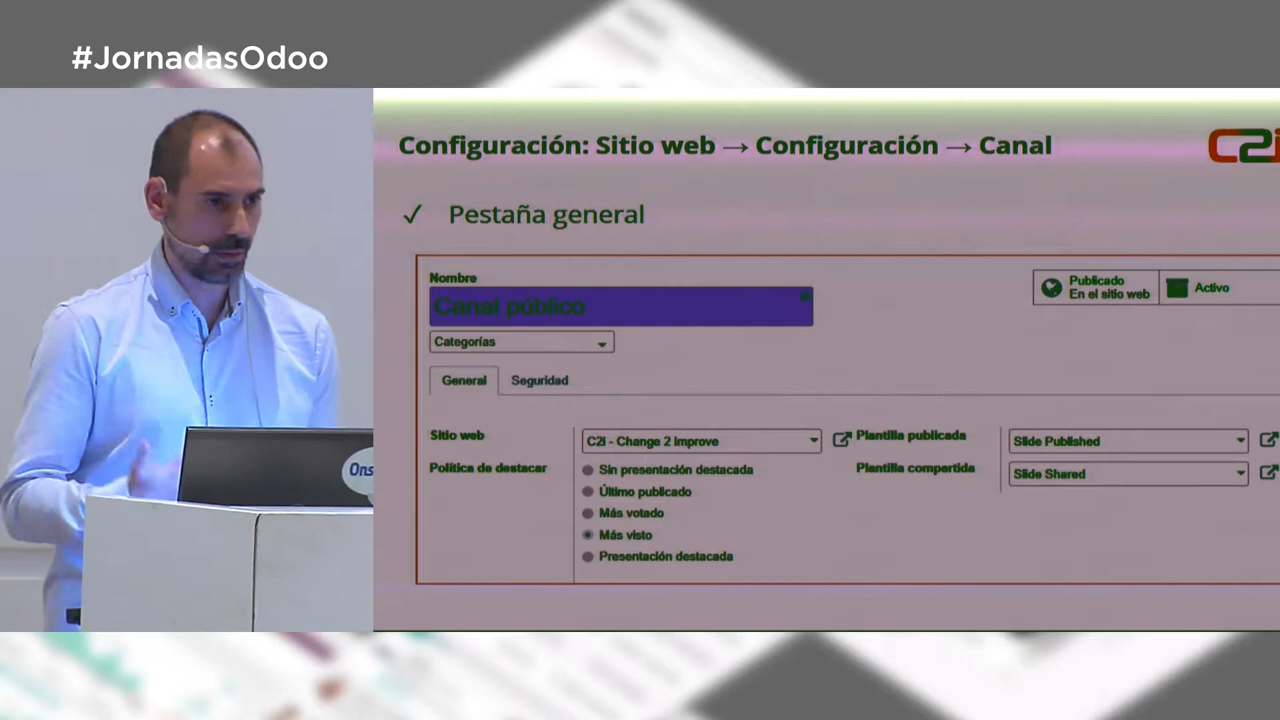 #JornadasOdoo
Configuración: Sitio web → Configuración → Canal
C2i
✓ Pestaña general
Nombre
Canal público
Publicado
En el sitio web
Activo
Categorías
General Seguridad
Sitio web
C2I - Change 2 Improve
Plantilla publicada
Slide Published
Política de destacar
Sin presentación destacada
Plantilla compartida
Slide Shared
Último publicado
Más votado
Más visto
Presentación destacada
Ons